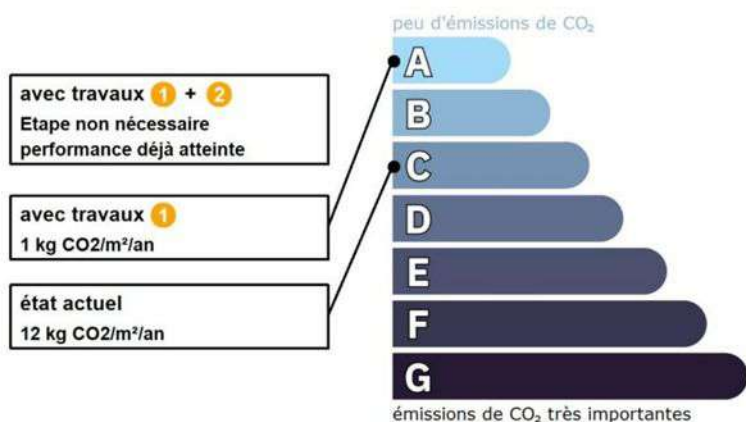 peu d'émissions de CO₂
A
B
C
D
E
F
G
émissions de CO₂ très importantes
avec travaux 1 + 2
Etape non nécessaire
performance déjà atteinte
avec travaux 1
1 kg CO2/m²/an
état actuel
12 kg CO2/m²/an